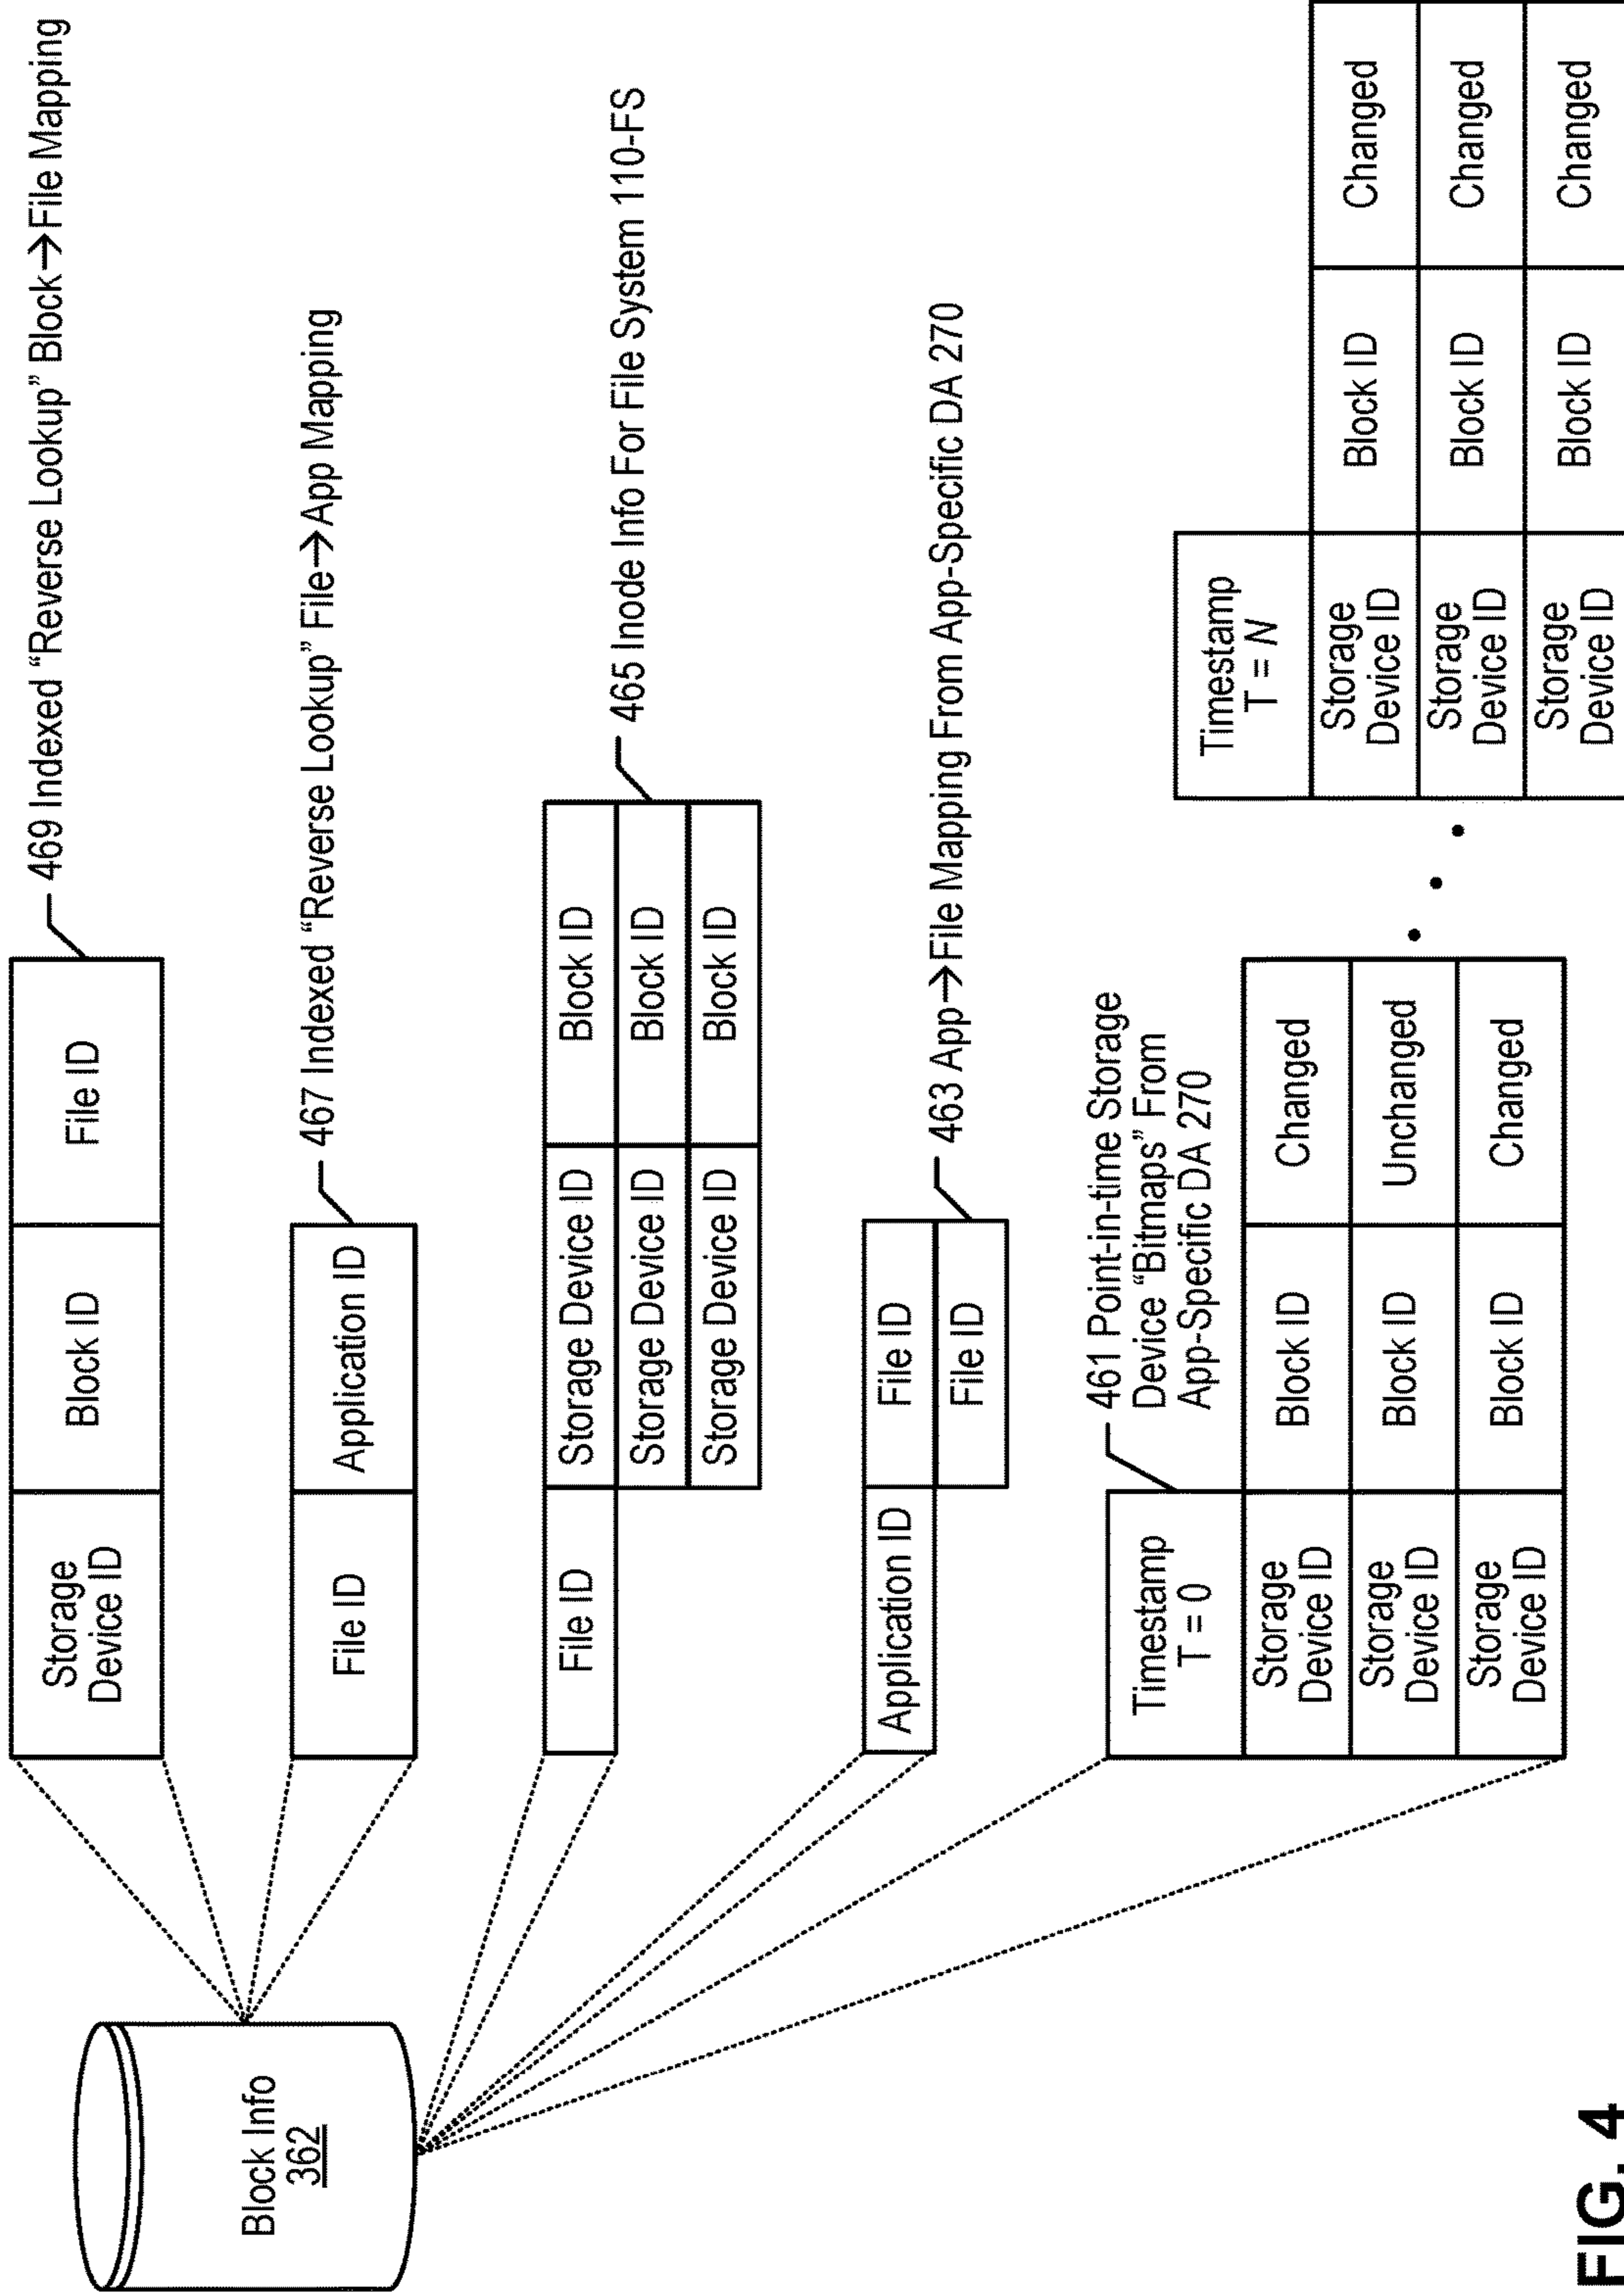 Block Info
362
Storage
Device ID
Block ID
File ID
469 Indexed “Reverse Lookup” Block→File Mapping
File ID
Application ID
467 Indexed “Reverse Lookup” File→App Mapping
File ID
Storage Device ID
Block ID
Storage Device ID
Block ID
Storage Device ID
Block ID
465 Inode Info For File System 110-FS
Application ID
File ID
File ID
463 App→File Mapping From App-Specific DA 270
461 Point-in-time Storage
Device “Bitmaps” From
App-Specific DA 270
Timestamp
T = 0
Storage
Device ID
Block ID
Changed
Storage
Device ID
Block ID
Unchanged
Storage
Device ID
Block ID
Changed
Timestamp
T = N
Storage
Device ID
Block ID
Changed
Storage
Device ID
Block ID
Changed
Storage
Device ID
Block ID
Changed
FIG. 4